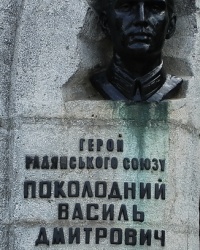 ГЕРОЙ
РАДЯНСЬКОГО СОЮЗУ
ПОКОЛОДНИЙ
ВАСИЛЬ
ДМИТРОВИЧ